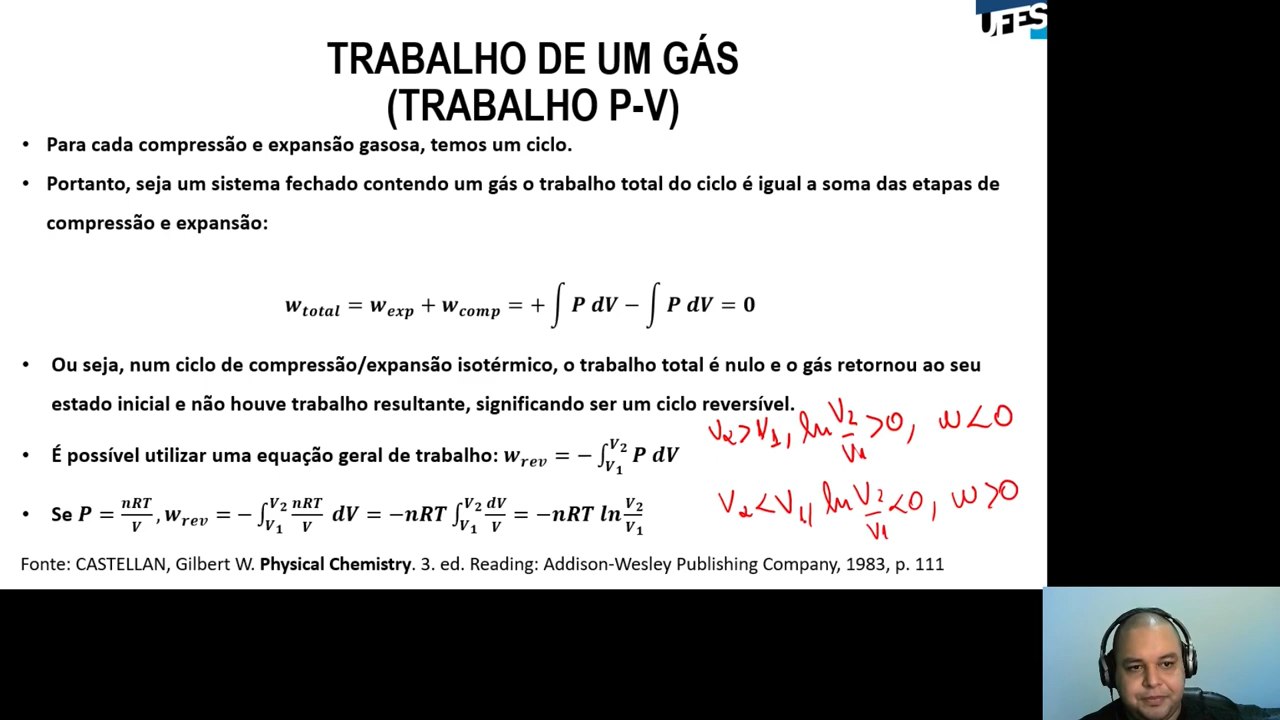 UFES
TRABALHO DE UM GÁS
(TRABALHO P-V)
• Para cada compressão e expansão gasosa, temos um ciclo.
• Portanto, seja um sistema fechado contendo um gás o trabalho total do ciclo é igual a soma das etapas de
compressão e expansão:
w_total = w_exp + w_comp = + ∫ P dV − ∫ P dV = 0
• Ou seja, num ciclo de compressão/expansão isotérmico, o trabalho total é nulo e o gás retornou ao seu
estado inicial e não houve trabalho resultante, significando ser um ciclo reversível.
V₂ > V₁, ln V₂/V₁ > 0, w < 0
• É possível utilizar uma equação geral de trabalho: w_rev = − ∫_{V₁}^{V₂} P dV
V₂ < V₁, ln V₂/V₁ < 0, w > 0
• Se P = nRT/V, w_rev = − ∫_{V₁}^{V₂} nRT/V dV = −nRT ∫_{V₁}^{V₂} dV/V = −nRT ln V₂/V₁
Fonte: CASTELLAN, Gilbert W. Physical Chemistry. 3. ed. Reading: Addison-Wesley Publishing Company, 1983, p. 111